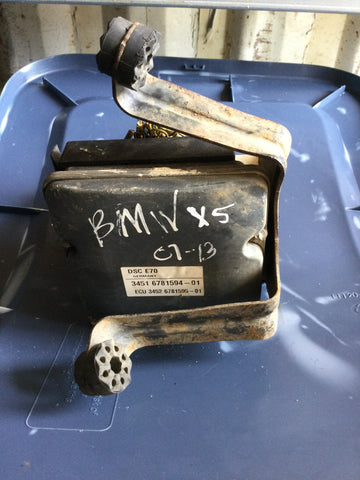 BMW X5
07-13
DSC E70
GERMANY
3451 6781594-01
ECU 3452 6781595-01